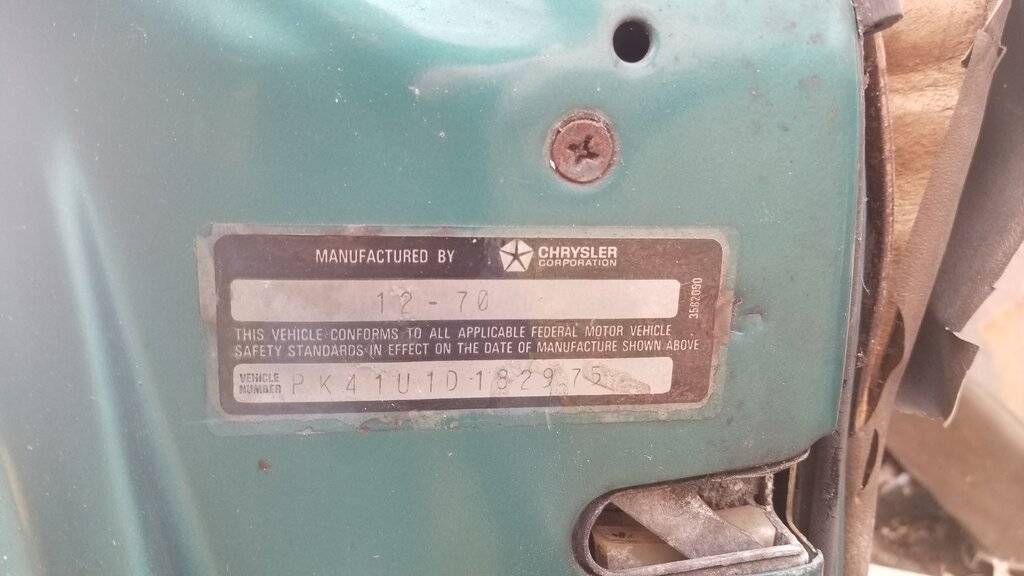 MANUFACTURED BY CHRYSLER CORPORATION
12-70
3582090
THIS VEHICLE CONFORMS TO ALL APPLICABLE FEDERAL MOTOR VEHICLE
SAFETY STANDARDS IN EFFECT ON THE DATE OF MANUFACTURE SHOWN ABOVE
VEHICLE NUMBER PK41U1D182975